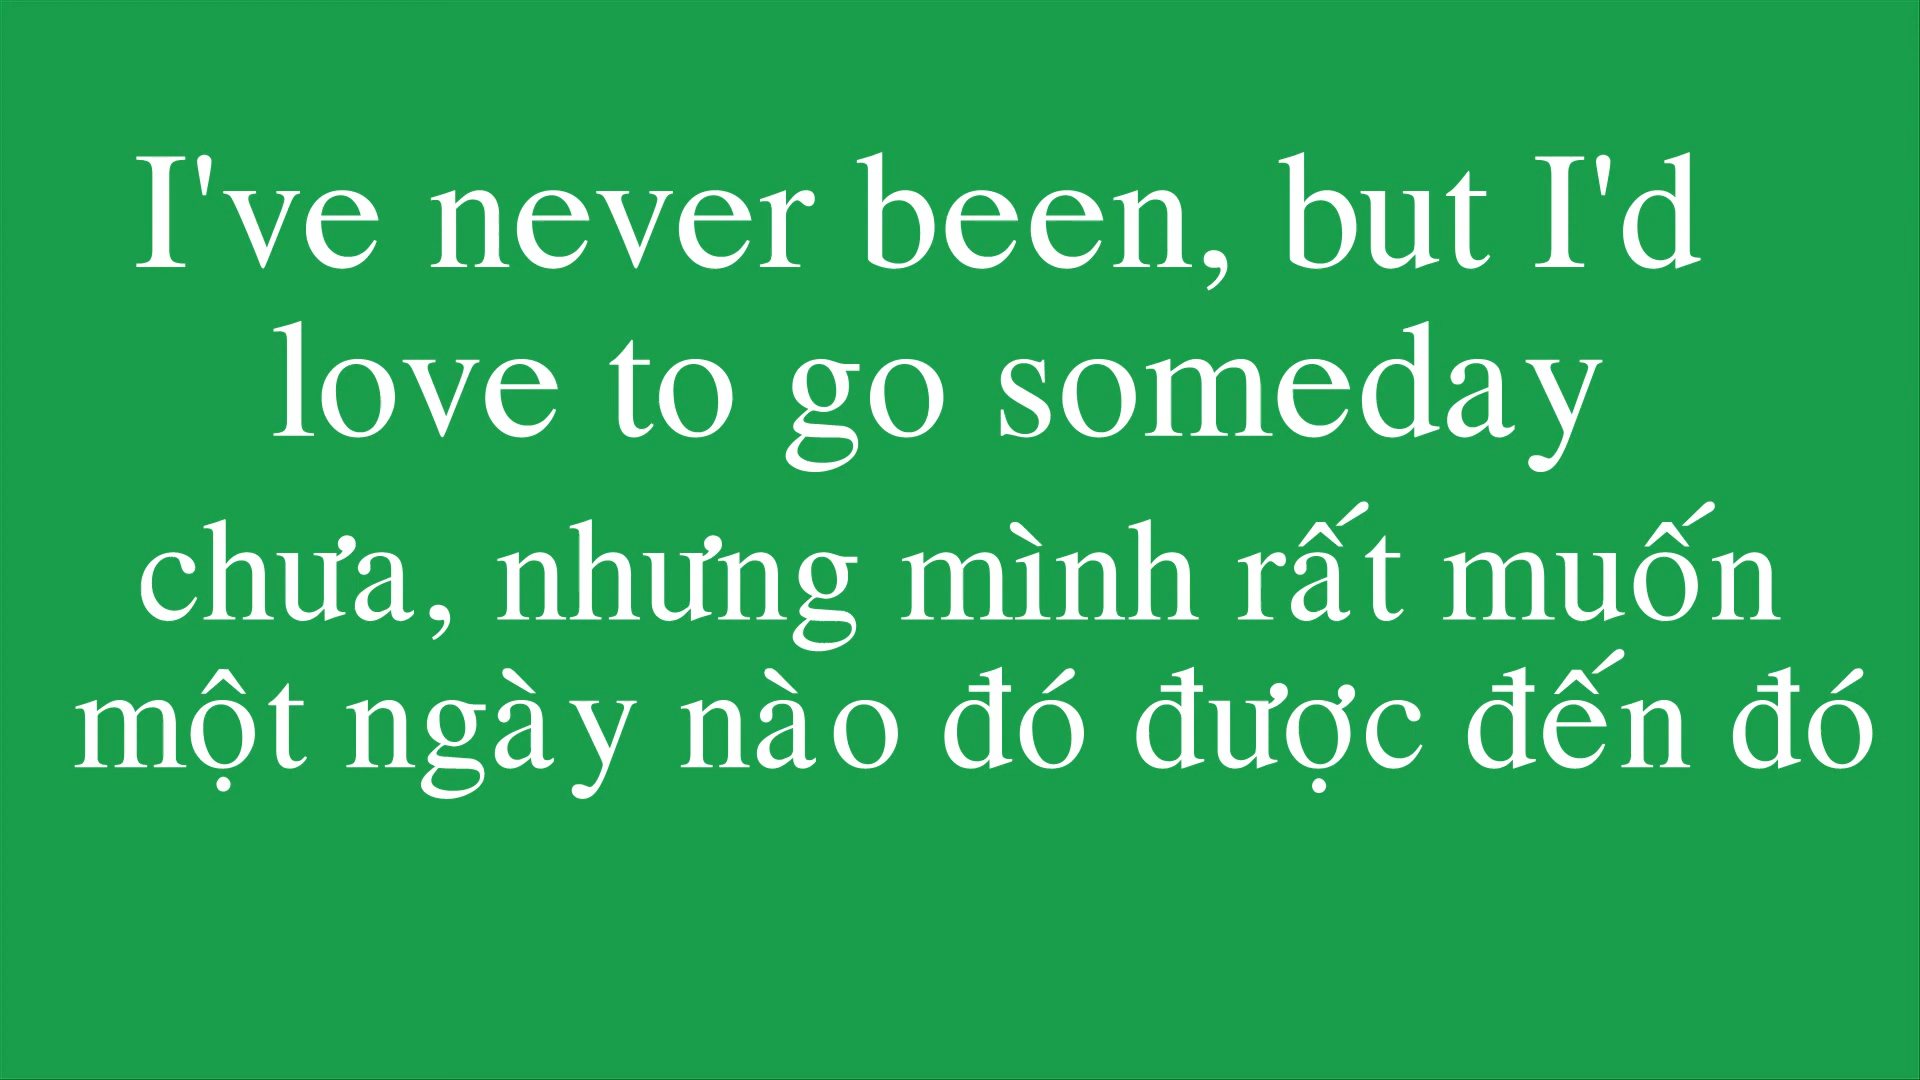 I've never been, but I'd
love to go someday
chưa, nhưng mình rất muốn
một ngày nào đó được đến đó